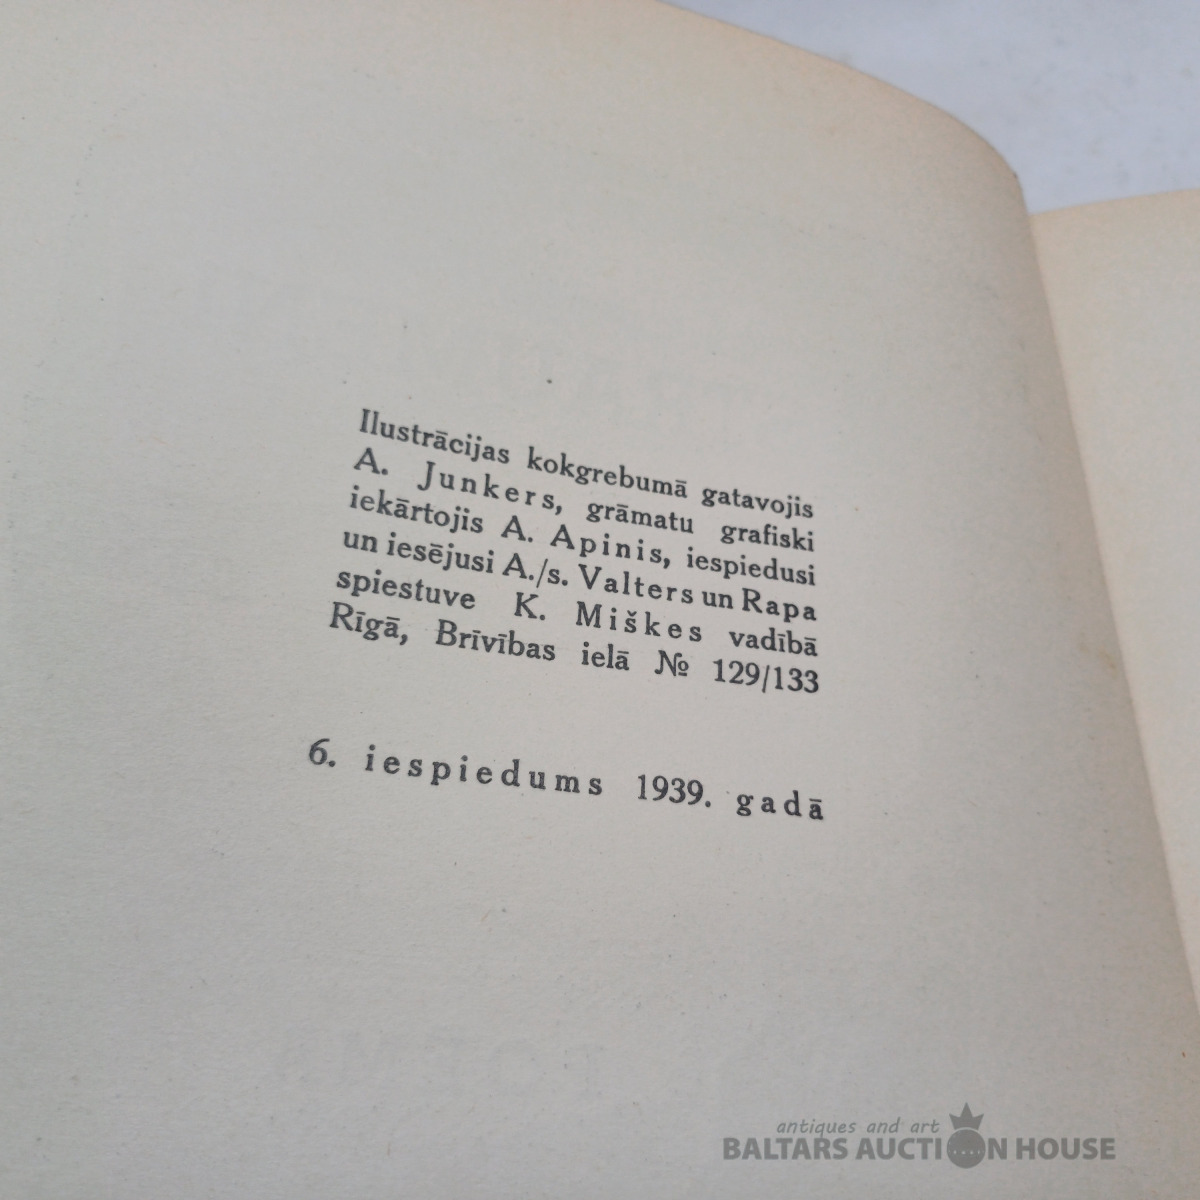 Ilustrācijas kokgrebumā gatavojis
A. Junkers, grāmatu grafiski
iekārtojis A. Apinis, iespiedusi
un iesējusi A./s. Valters un Rapa
spiestuve K. Miškes vadībā
Rīgā, Brīvības ielā № 129/133
6. iespiedums 1939. gadā
antiques and art
BALTARS AUCTION HOUSE